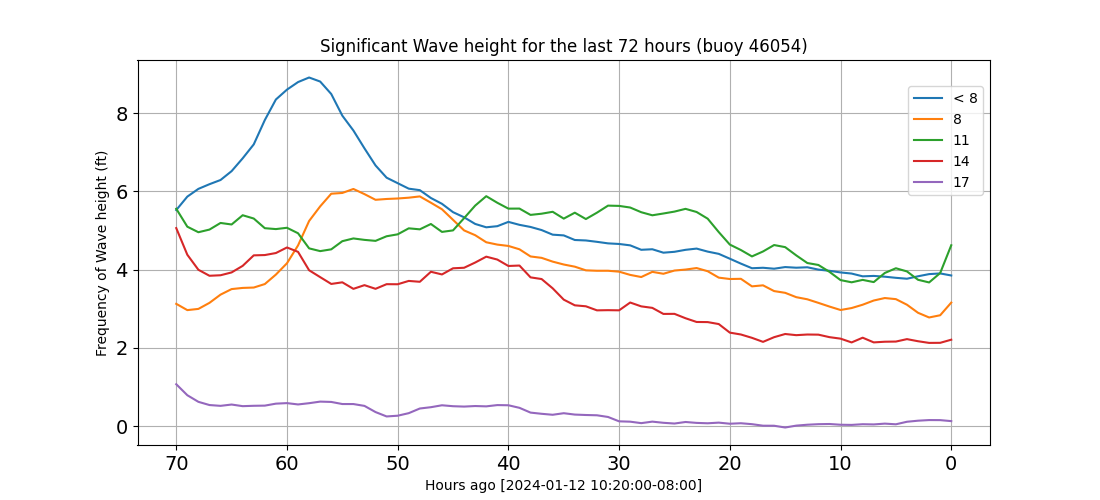 Significant Wave height for the last 72 hours (buoy 46054)
Frequency of Wave height (ft)
8
6
4
2
0
< 8
8
11
14
17
70 60 50 40 30 20 10 0
Hours ago [2024-01-12 10:20:00-08:00]